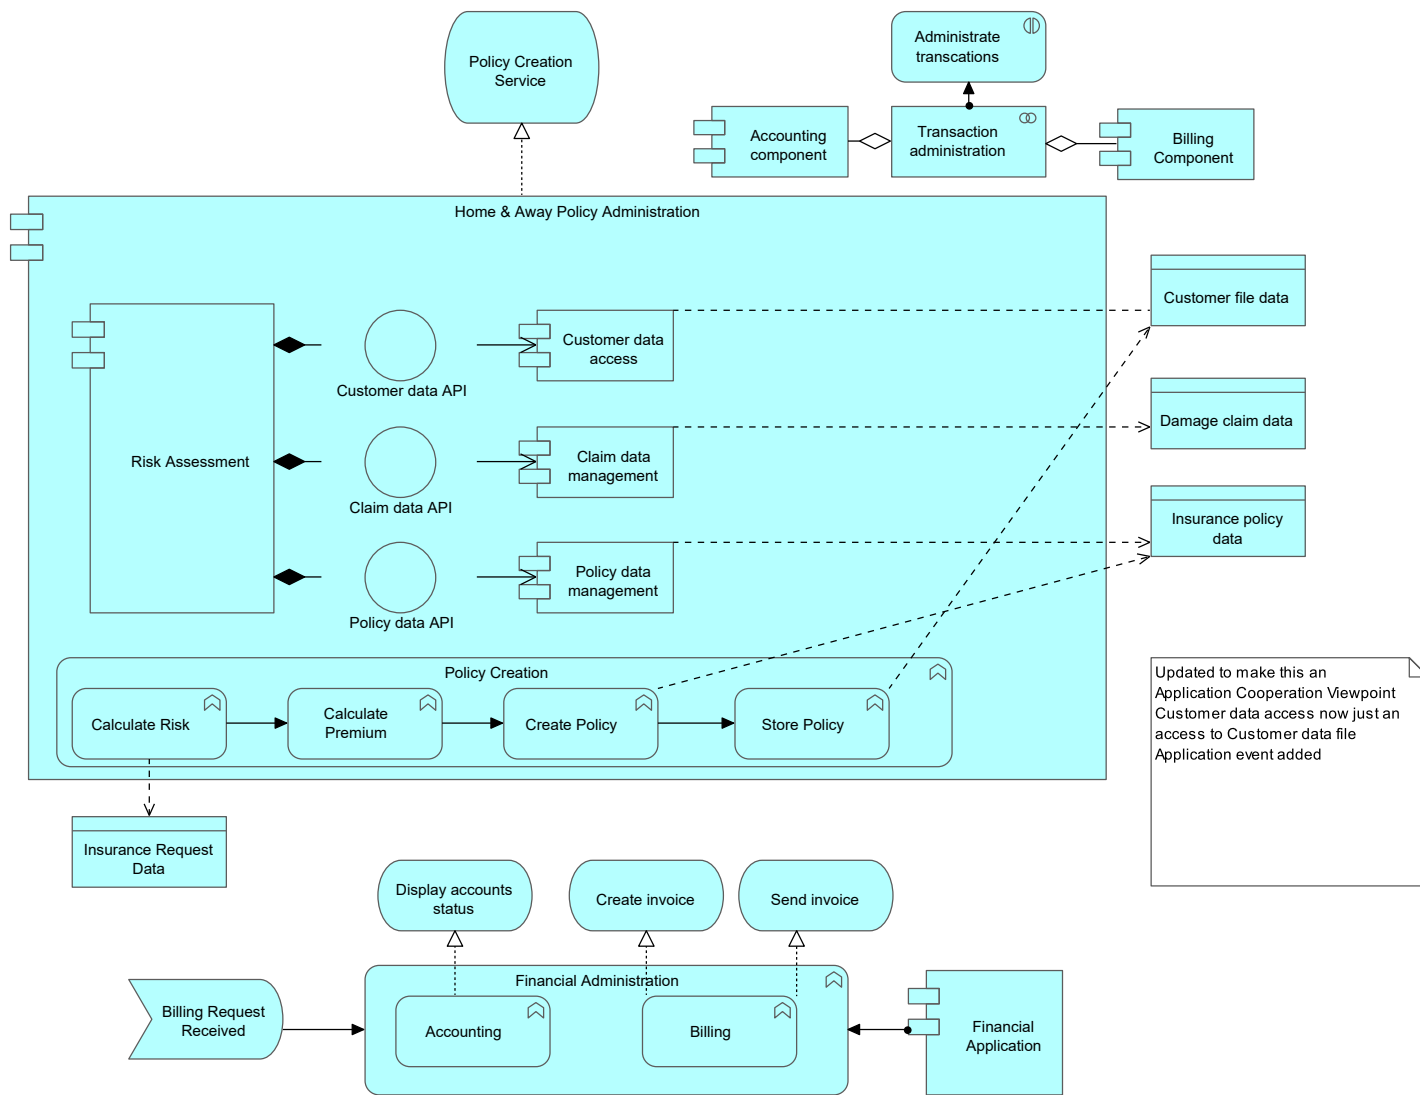 Policy Creation
Service
Administrate
transcations
Accounting
component
Transaction
administration
Billing
Component
Home & Away Policy Administration
Customer file data
Customer data
access
Customer data API
Damage claim data
Risk Assessment
Claim data
management
Claim data API
Insurance policy
data
Policy data
management
Policy data API
Policy Creation
Calculate Risk
Calculate
Premium
Create Policy
Store Policy
Updated to make this an
Application Cooperation Viewpoint
Customer data access now just an
access to Customer data file
Application event added
Insurance Request
Data
Display accounts
status
Create invoice
Send invoice
Financial Administration
Billing Request
Received
Accounting
Billing
Financial
Application